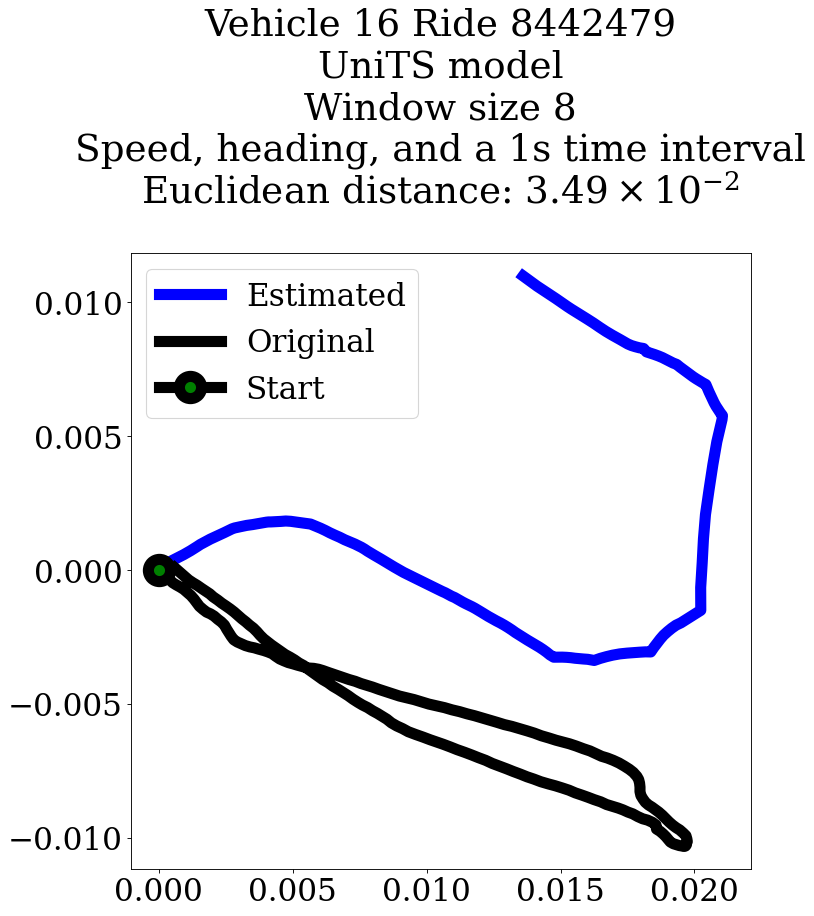 Vehicle 16 Ride 8442479
UniTS model
Window size 8
Speed, heading, and a 1s time interval
Euclidean distance: 3.49 × 10⁻²
Estimated
Original
Start
0.010
0.005
0.000
−0.005
−0.010
0.000 0.005 0.010 0.015 0.020